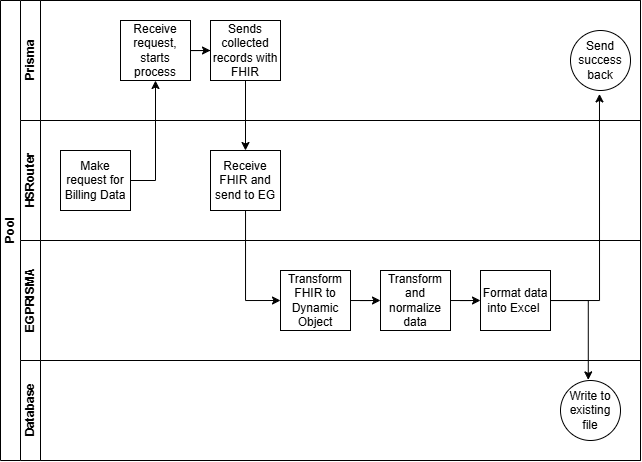 Pool
Prisma
Receive
request,
starts
process
Sends
collected
records with
FHIR
Send
success
back
HSRouter
Make
request for
Billing Data
Receive
FHIR and
send to EG
EGPRISMA
Transform
FHIR to
Dynamic
Object
Transform
and
normalize
data
Format data
into Excel
Database
Write to
existing
file